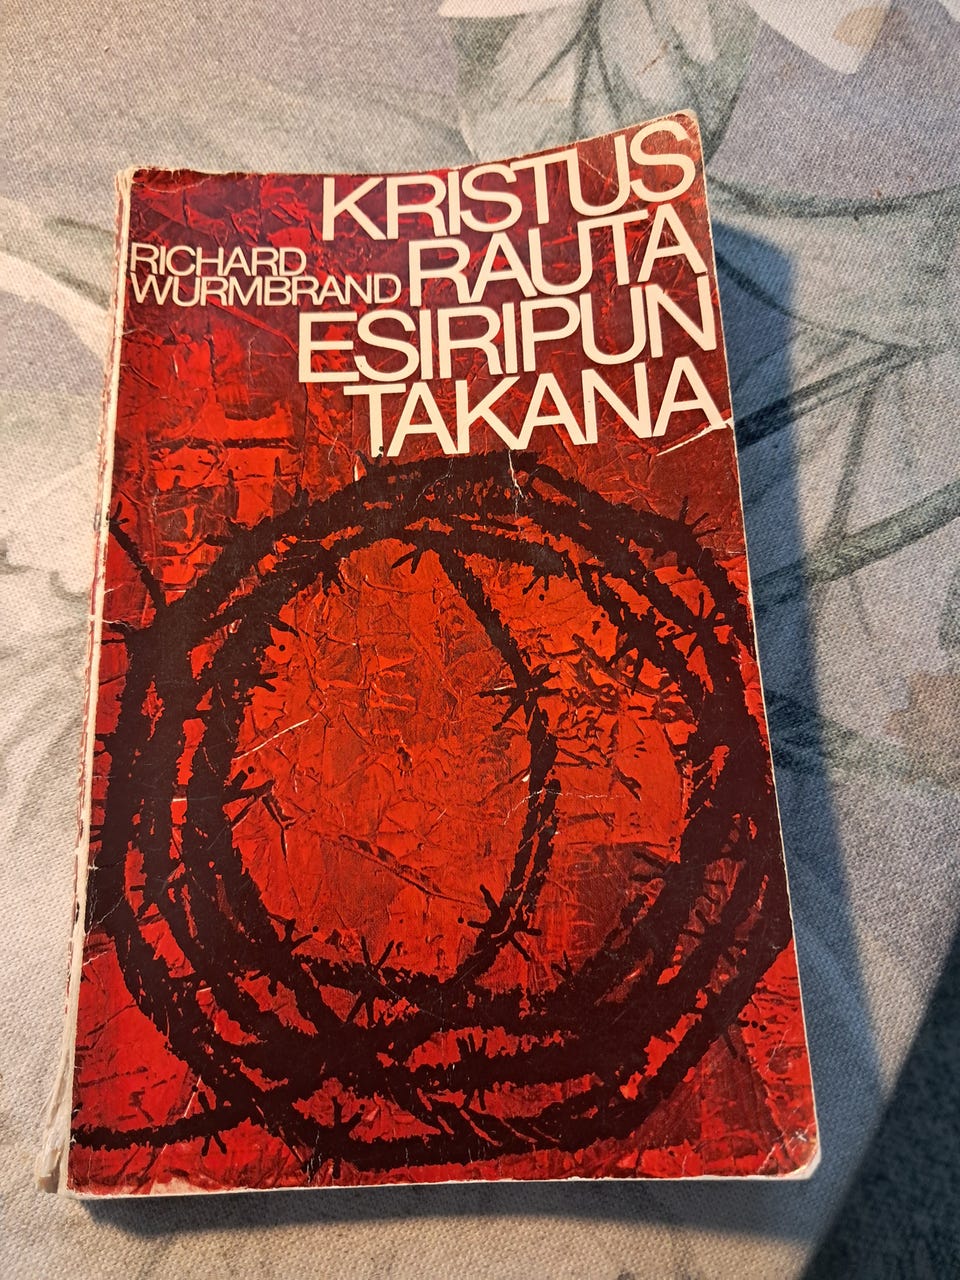 KRISTUS
RAUTA
ESIRIPUN
TAKANA
RICHARD
WURMBRAND